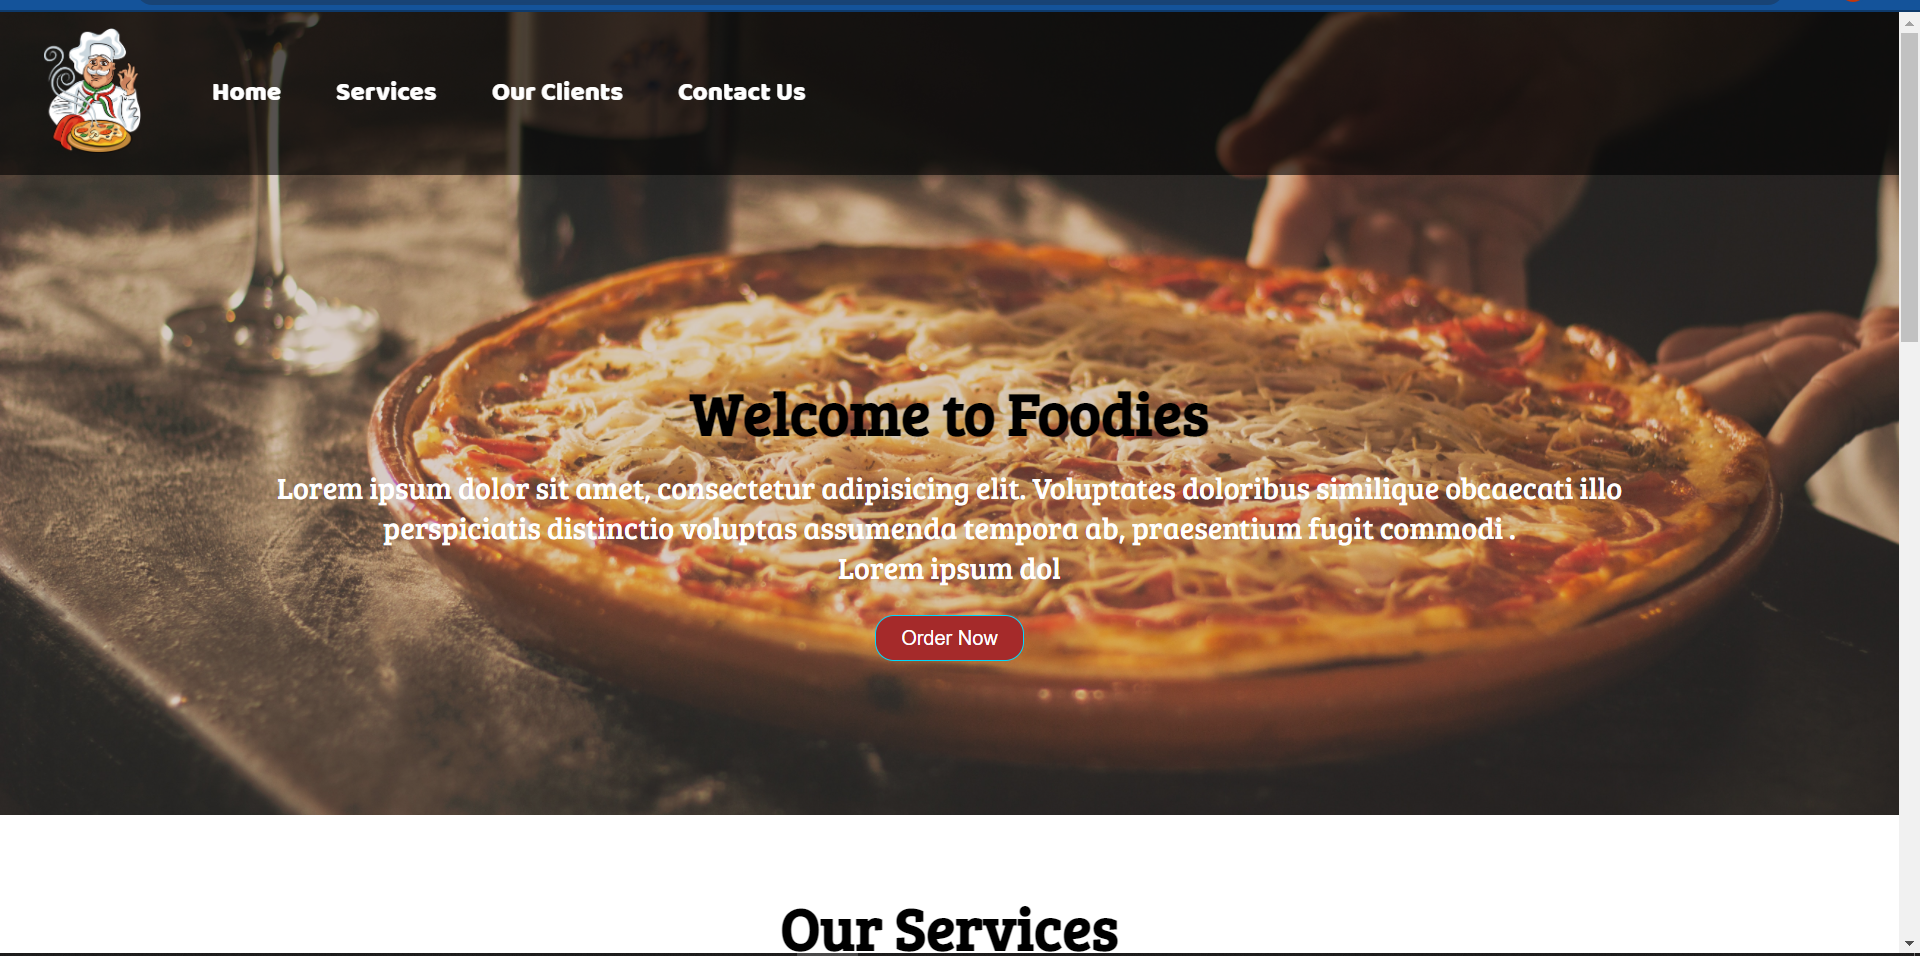 Home Services Our Clients Contact Us
Welcome to Foodies
Lorem ipsum dolor sit amet, consectetur adipisicing elit. Voluptates doloribus similique obcaecati illo
perspiciatis distinctio voluptas assumenda tempora ab, praesentium fugit commodi .
Lorem ipsum dol
Order Now
Our Services